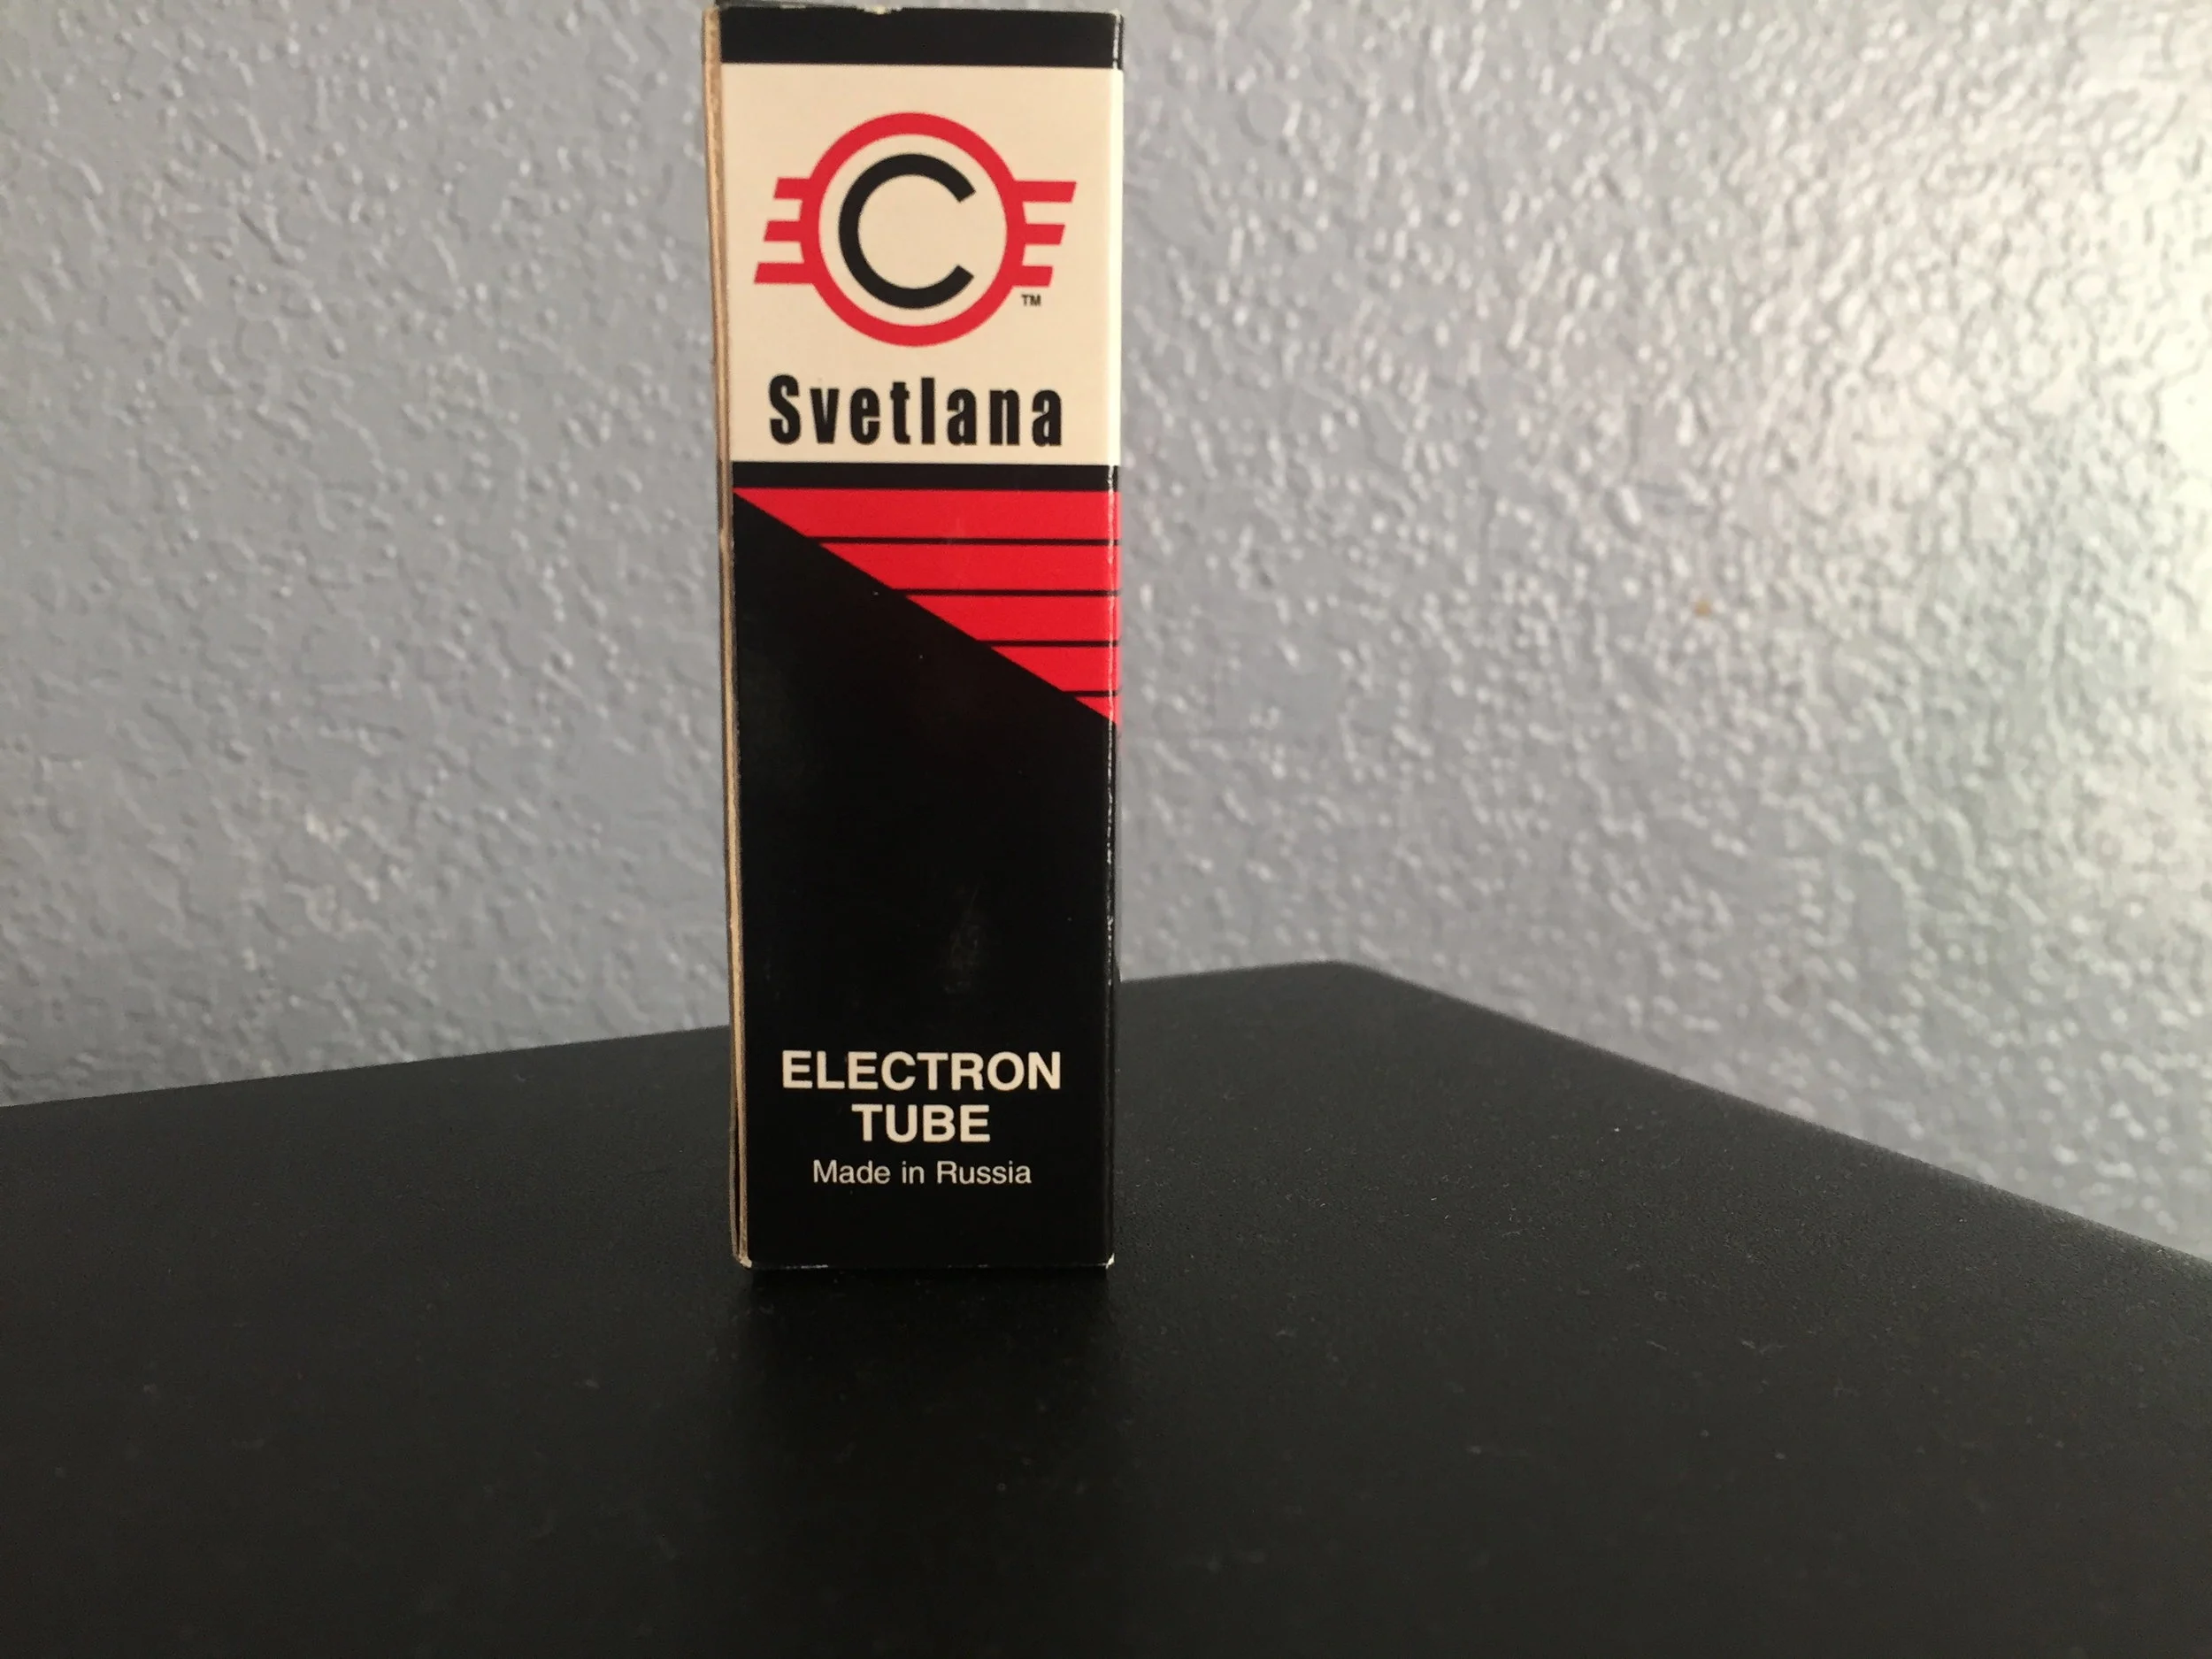 C
TM
Svetlana
ELECTRON
TUBE
Made in Russia